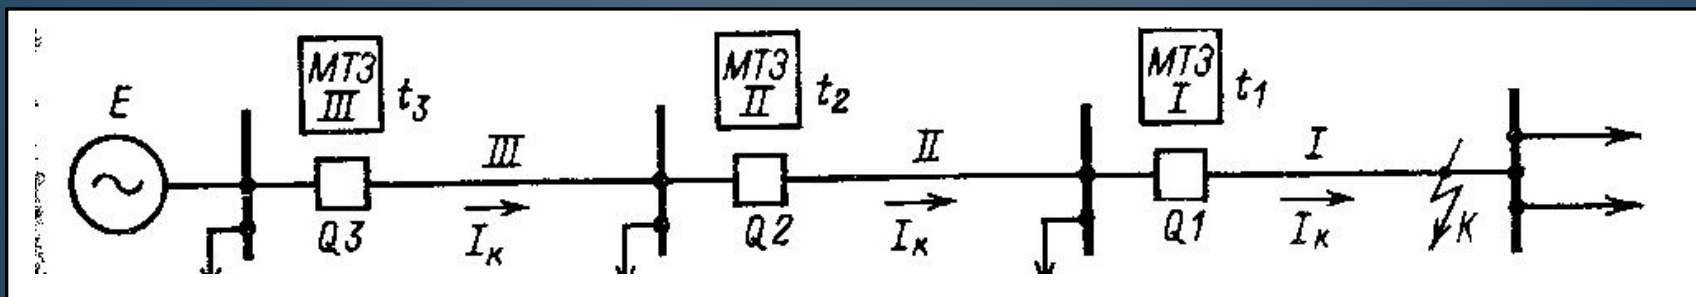 МТЗ III t₃
МТЗ II t₂
МТЗ I t₁
E
III
II
I
Q3
Iк
Q2
Iк
Q1
Iк
К